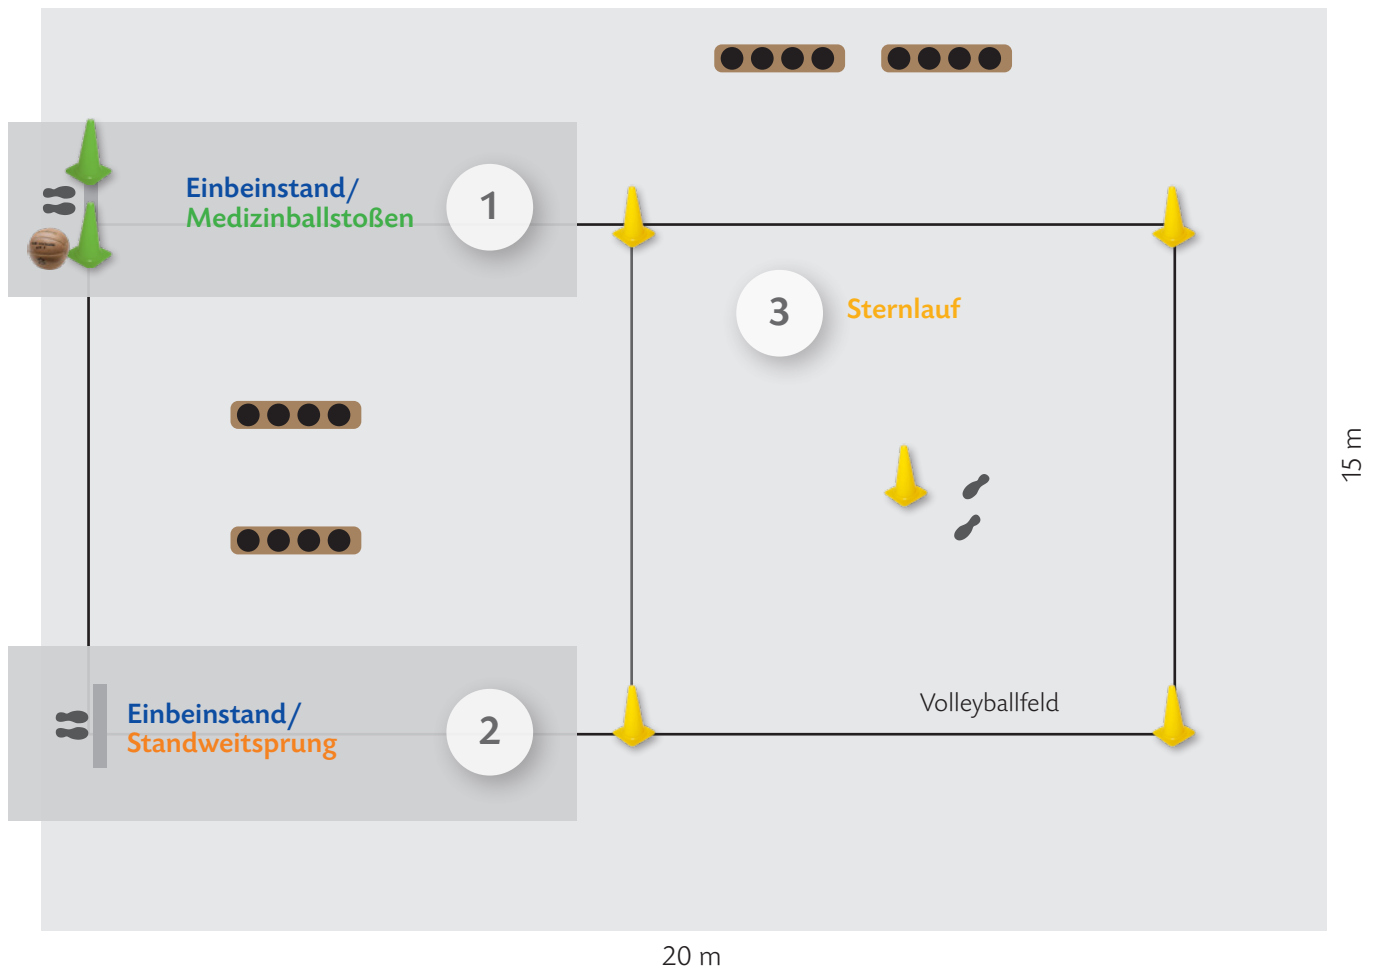 Einbeinstand/
Medizinballstoßen
1
3
Sternlauf
15 m
Volleyballfeld
Einbeinstand/
Standweitsprung
2
20 m